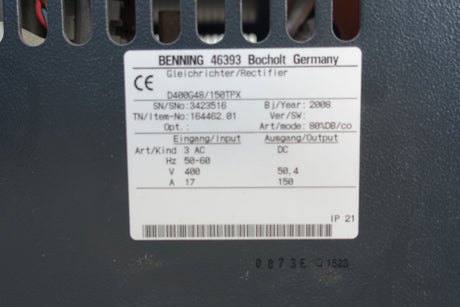 BENNING 46393 Bocholt Germany
CE Gleichrichter/Rectifier
D400G48/150TPX
SN/SNo:3423516 Bj/Year: 2008
TN/Item-No:164462.01 Ver/SW:
Opt.: Art/mode: 80%DB/co
Eingang/Input Ausgang/Output
Art/Kind 3 AC DC
Hz 50-60
V 400 50.4
A 17 150
IP 21
0873E 1523